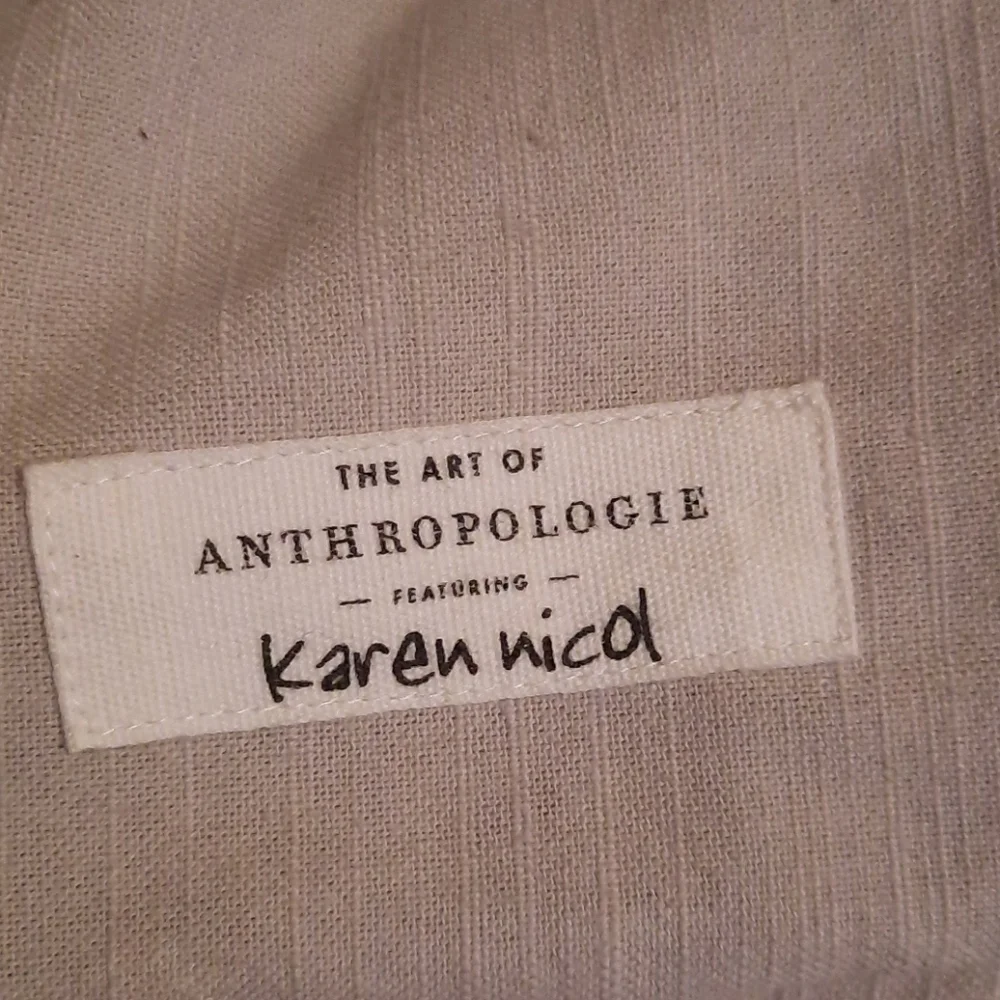 THE ART OF
ANTHROPOLOGIE
— FEATURING —
karen nicol